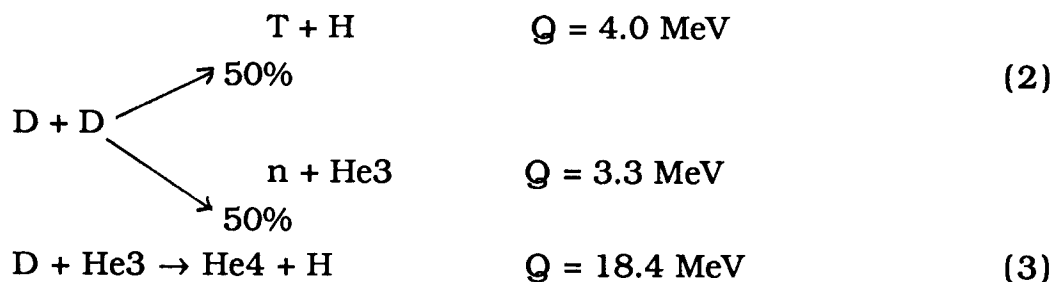 T + H Q = 4.0 MeV
50% (2)
D + D
n + He3 Q = 3.3 MeV
50%
D + He3 → He4 + H Q = 18.4 MeV (3)